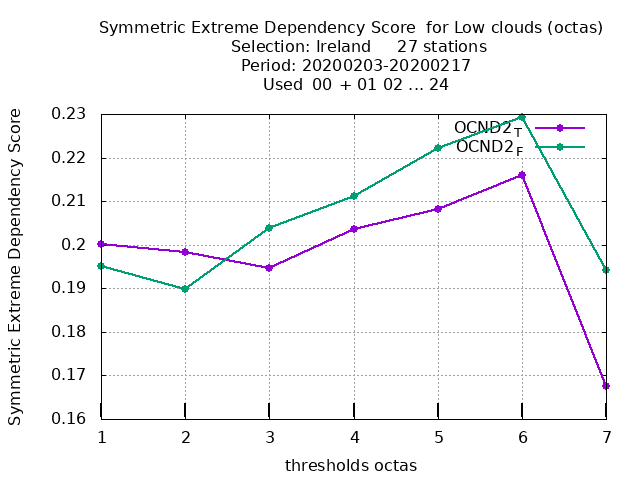 Symmetric Extreme Dependency Score for Low clouds (octas)
Selection: Ireland 27 stations
Period: 20200203-20200217
Used 00 + 01 02 ... 24
Symmetric Extreme Dependency Score
0.23
0.22
0.21
0.2
0.19
0.18
0.17
0.16
OCND2T
OCND2F
1 2 3 4 5 6 7
thresholds octas